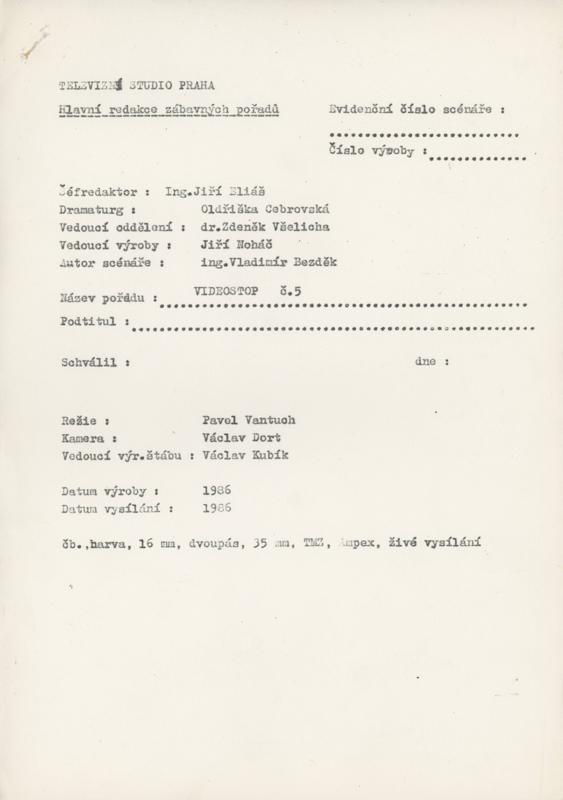 TELEVIZNÍ STUDIO PRAHA
Hlavní redakce zábavných pořadů
Evidenční číslo scénáře :
Číslo výroby :
Šéfredaktor : Ing.Jiří Eliáš
Dramaturg : Oldřiška Cebrovská
Vedoucí oddělení : dr.Zdeněk Všelicha
Vedoucí výroby : Jiří Noháč
Autor scénáře : ing.Vladimír Bezděk
Název pořadu : VIDEOSTOP č.5
Podtitul :
Schválil : dne :
Režie : Pavel Vantuch
Kamera : Václav Dort
Vedoucí výr.štábu : Václav Kubík
Datum výroby : 1986
Datum vysílání : 1986
čb.,barva, 16 mm, dvoupás, 35 mm, TMZ, Ampex, živé vysílání